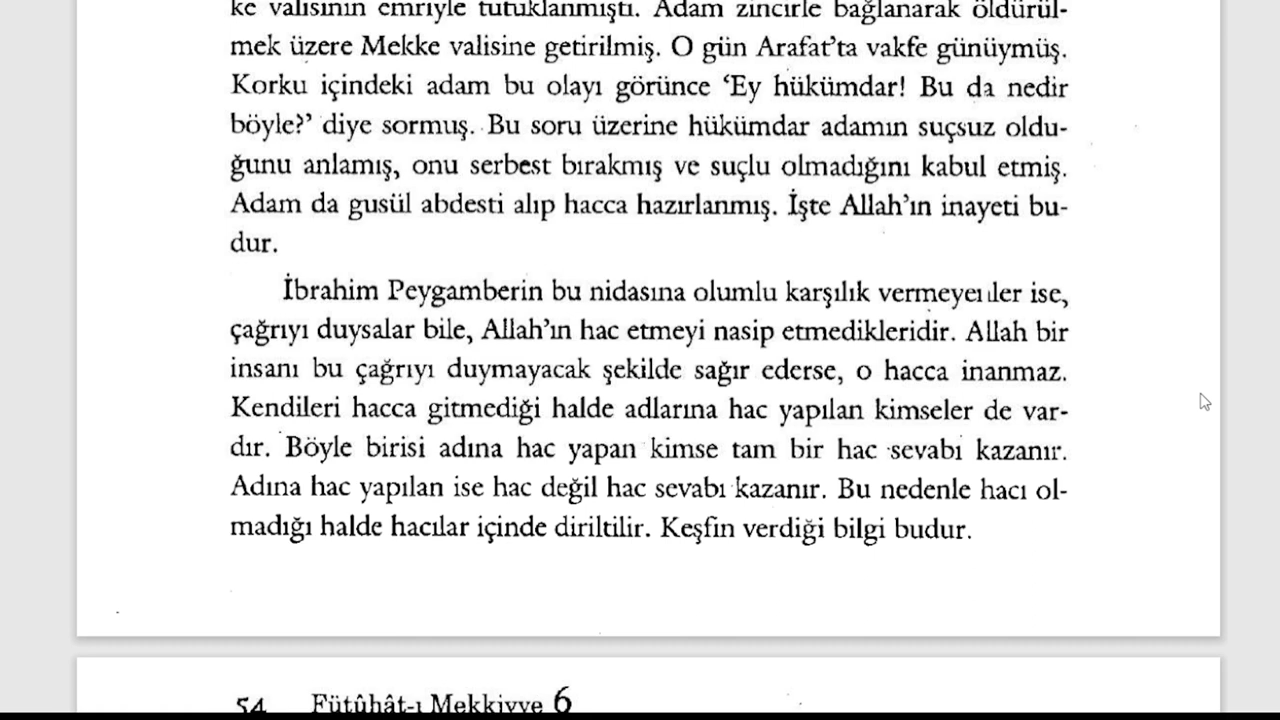 ke valisinin emriyle tutuklanmıştı. Adam zincirle bağlanarak öldürül-
mek üzere Mekke valisine getirilmiş. O gün Arafat’ta vakfe günüymüş.
Korku içindeki adam bu olayı görünce ‘Ey hükümdar! Bu da nedir
böyle?’ diye sormuş. Bu soru üzerine hükümdar adamın suçsuz oldu-
ğunu anlamış, onu serbest bırakmış ve suçlu olmadığını kabul etmiş.
Adam da gusül abdesti alıp hacca hazırlanmış. İşte Allah’ın inayeti bu-
dur.
İbrahim Peygamberin bu nidasına olumlu karşılık vermeyenler ise,
çağrıyı duysalar bile, Allah’ın hac etmeyi nasip etmedikleridir. Allah bir
insanı bu çağrıyı duymayacak şekilde sağır ederse, o hacca inanmaz.
Kendileri hacca gitmediği halde adlarına hac yapılan kimseler de var-
dır. Böyle birisi adına hac yapan kimse tam bir hac sevabı kazanır.
Adına hac yapılan ise hac değil hac sevabı kazanır. Bu nedenle hacı ol-
madığı halde hacılar içinde diriltilir. Keşfin verdiği bilgi budur.
54 Fütûhât-ı Mekkiyye 6